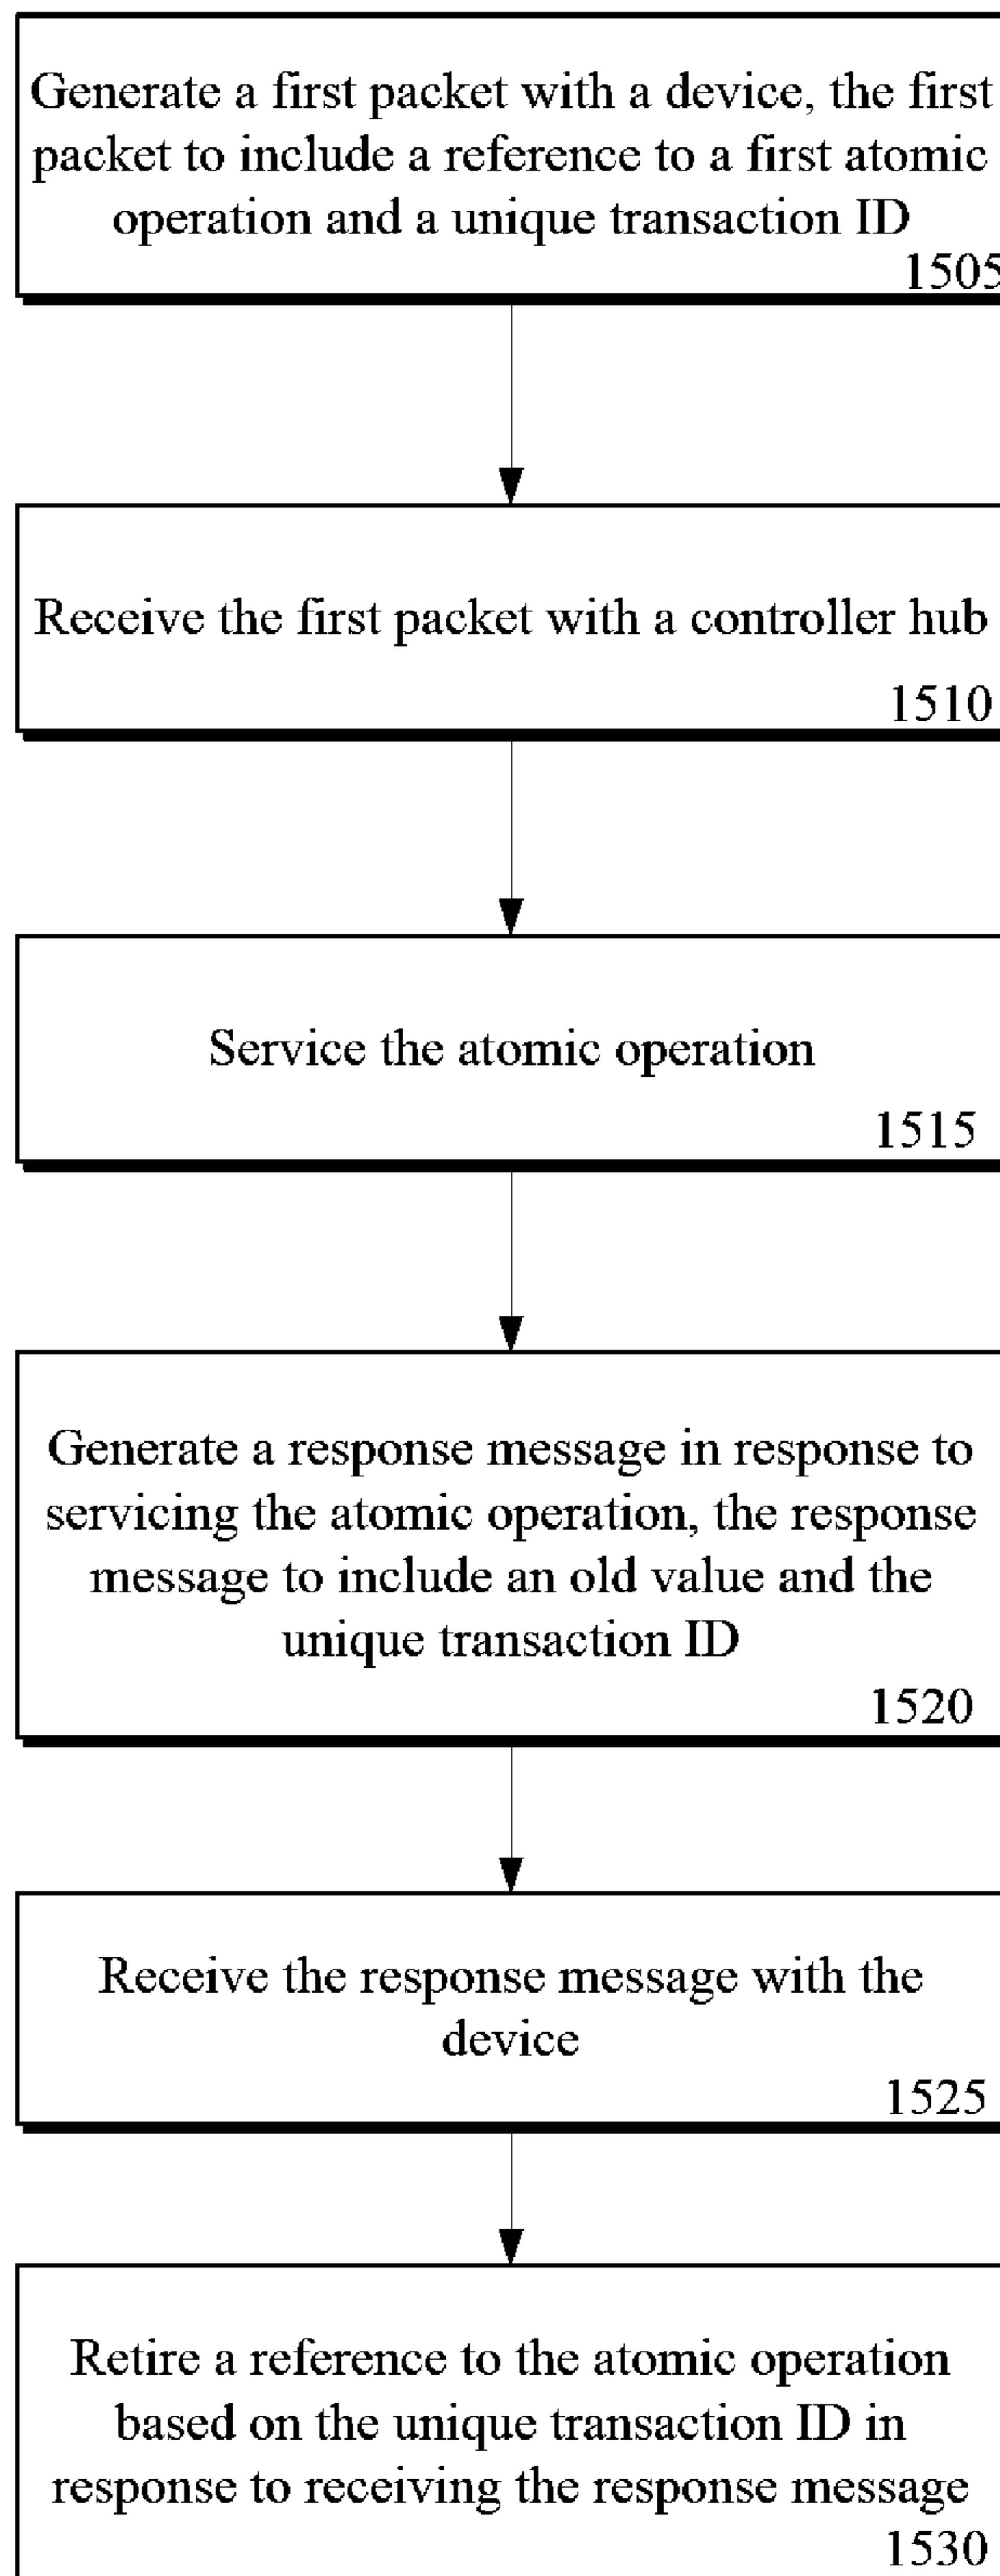 Generate a first packet with a device, the first
packet to include a reference to a first atomic
operation and a unique transaction ID
1505
Receive the first packet with a controller hub
1510
Service the atomic operation
1515
Generate a response message in response to
servicing the atomic operation, the response
message to include an old value and the
unique transaction ID
1520
Receive the response message with the
device
1525
Retire a reference to the atomic operation
based on the unique transaction ID in
response to receiving the response message
1530